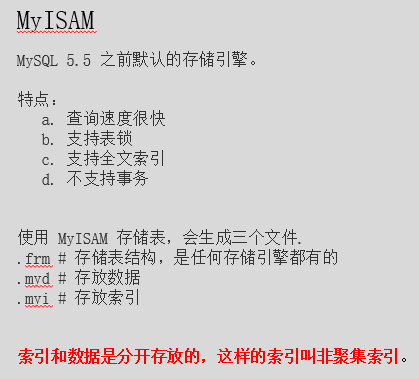 MyISAM
MySQL 5.5 之前默认的存储引擎。
特点：
a. 查询速度很快
b. 支持表锁
c. 支持全文索引
d. 不支持事务
使用 MyISAM 存储表，会生成三个文件.
.frm # 存储表结构，是任何存储引擎都有的
.myd # 存放数据
.myi # 存放索引
索引和数据是分开存放的，这样的索引叫非聚集索引。